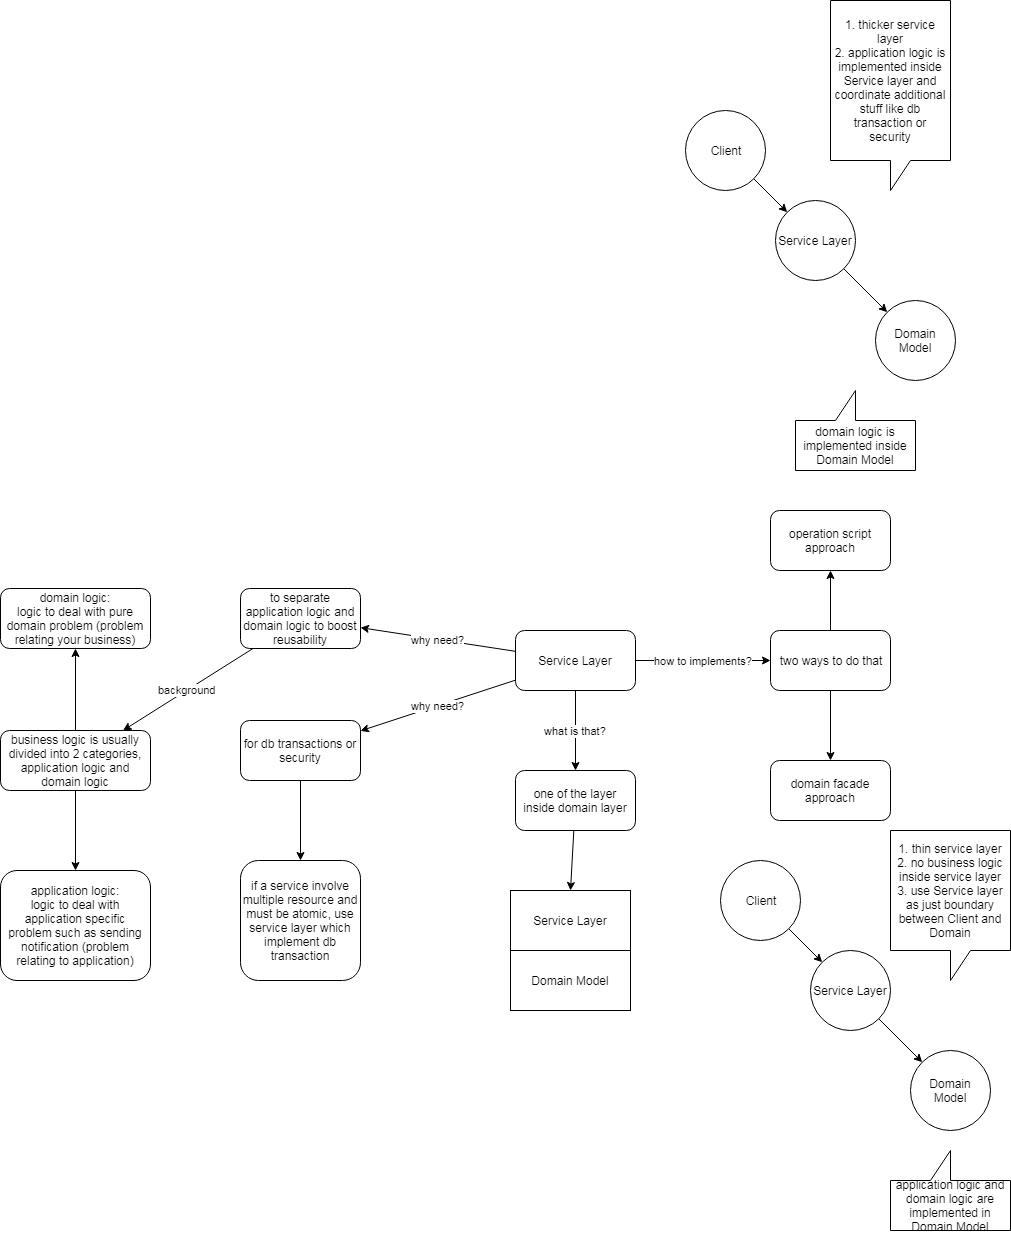 1. thicker service
layer
2. application logic is
implemented inside
Service layer and
coordinate additional
stuff like db
transaction or
security
Client
Service Layer
Domain
Model
domain logic is
implemented inside
Domain Model
operation script
approach
domain logic:
logic to deal with pure
domain problem (problem
relating your business)
to separate
application logic and
domain logic to boost
reusability
why need?
Service Layer
how to implements?
two ways to do that
background
why need?
what is that?
business logic is usually
divided into 2 categories,
application logic and
domain logic
for db transactions or
security
one of the layer
inside domain layer
domain facade
approach
application logic:
logic to deal with
application specific
problem such as sending
notification (problem
relating to application)
if a service involve
multiple resource and
must be atomic, use
service layer which
implement db
transaction
Service Layer
Domain Model
1. thin service layer
2. no business logic
inside service layer
3. use Service layer
as just boundary
between Client and
Domain
Client
Service Layer
Domain
Model
application logic and
domain logic are
implemented in
Domain Model